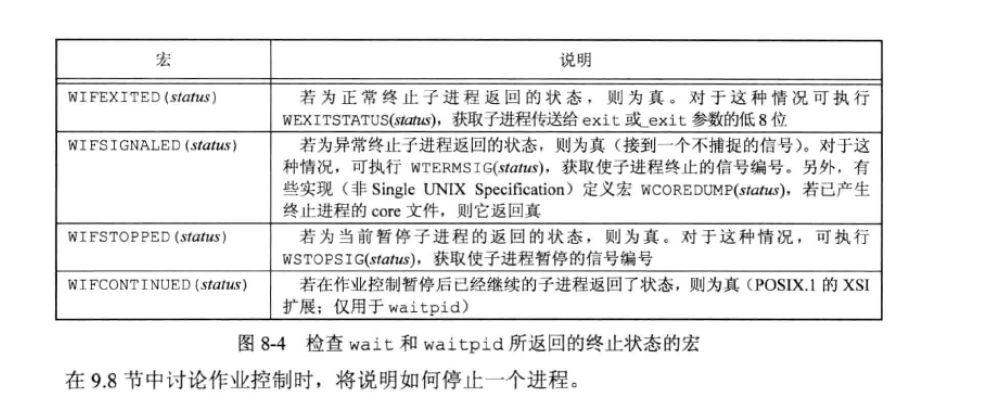 宏 说明
WIFEXITED(status) 若为正常终止子进程返回的状态，则为真。对于这种情况可执行
WEXITSTATUS(status)，获取子进程传送给 exit 或_exit 参数的低 8 位
WIFSIGNALED(status) 若为异常终止子进程返回的状态，则为真（接到一个不捕捉的信号）。对于这
种情况，可执行 WTERMSIG(status)，获取使子进程终止的信号编号。另外，有
些实现（非 Single UNIX Specification）定义宏 WCOREDUMP(status)，若已产生
终止进程的 core 文件，则它返回真
WIFSTOPPED(status) 若为当前暂停子进程的返回的状态，则为真。对于这种情况，可执行
WSTOPSIG(status)，获取使子进程暂停的信号编号
WIFCONTINUED(status) 若在作业控制暂停后已经继续的子进程返回了状态，则为真（POSIX.1 的 XSI
扩展；仅用于 waitpid）
图 8-4 检查 wait 和 waitpid 所返回的终止状态的宏
在 9.8 节中讨论作业控制时，将说明如何停止一个进程。